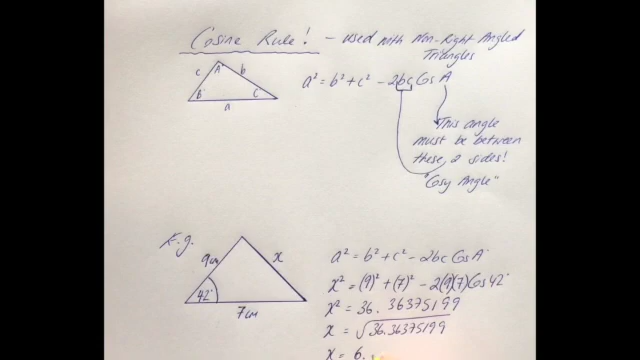 Cosine Rule! - used with Non-Right Angled
Triangles
c A b
B C
a
a² = b² + c² - 2bc Cos A
This angle
must be between
these 2 sides!
"Cosy Angle"
E.g.
9cm x
42°
7cm
a² = b² + c² - 2bc Cos A
x² = (9)² + (7)² - 2(9)(7) Cos 42°
x² = 36.36375199
x = √36.36375199
x = 6.